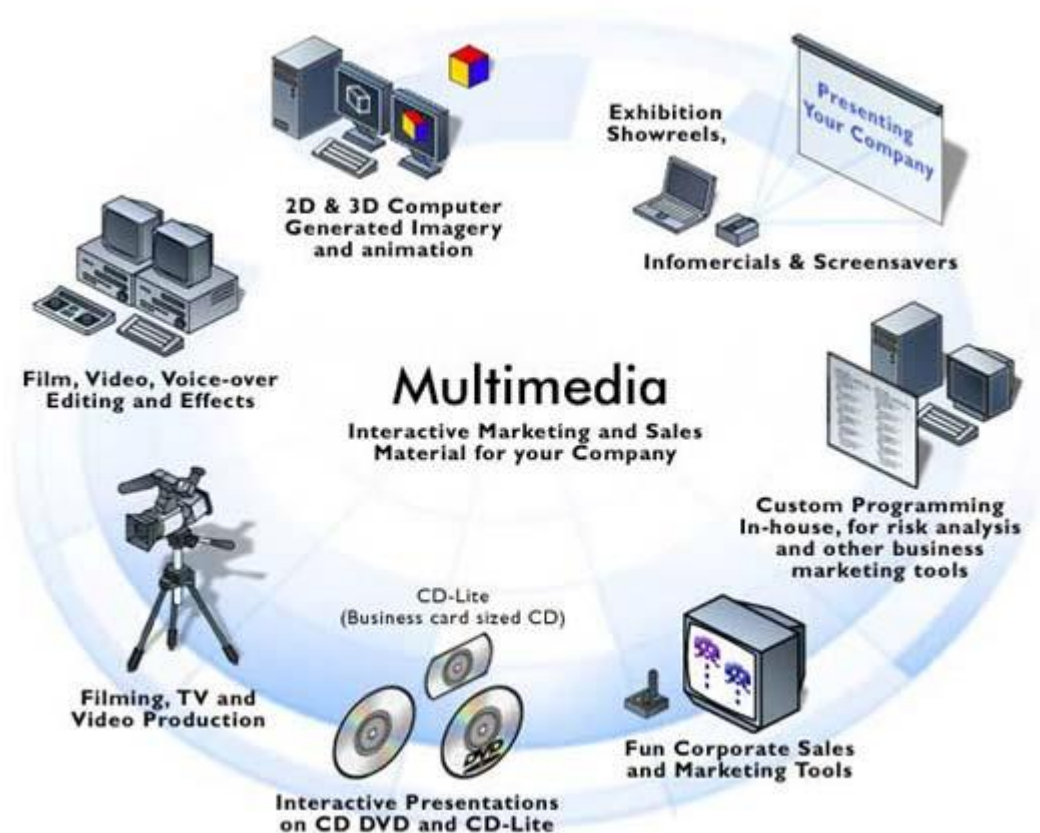 Multimedia
Interactive Marketing and Sales
Material for your Company
2D & 3D Computer
Generated Imagery
and animation
Exhibition
Showreels,
Presenting
Your Company
Infomercials & Screensavers
Film, Video, Voice-over
Editing and Effects
Custom Programming
In-house, for risk analysis
and other business
marketing tools
CD-Lite
(Business card sized CD)
Filming, TV and
Video Production
DVD
Interactive Presentations
on CD DVD and CD-Lite
Fun Corporate Sales
and Marketing Tools